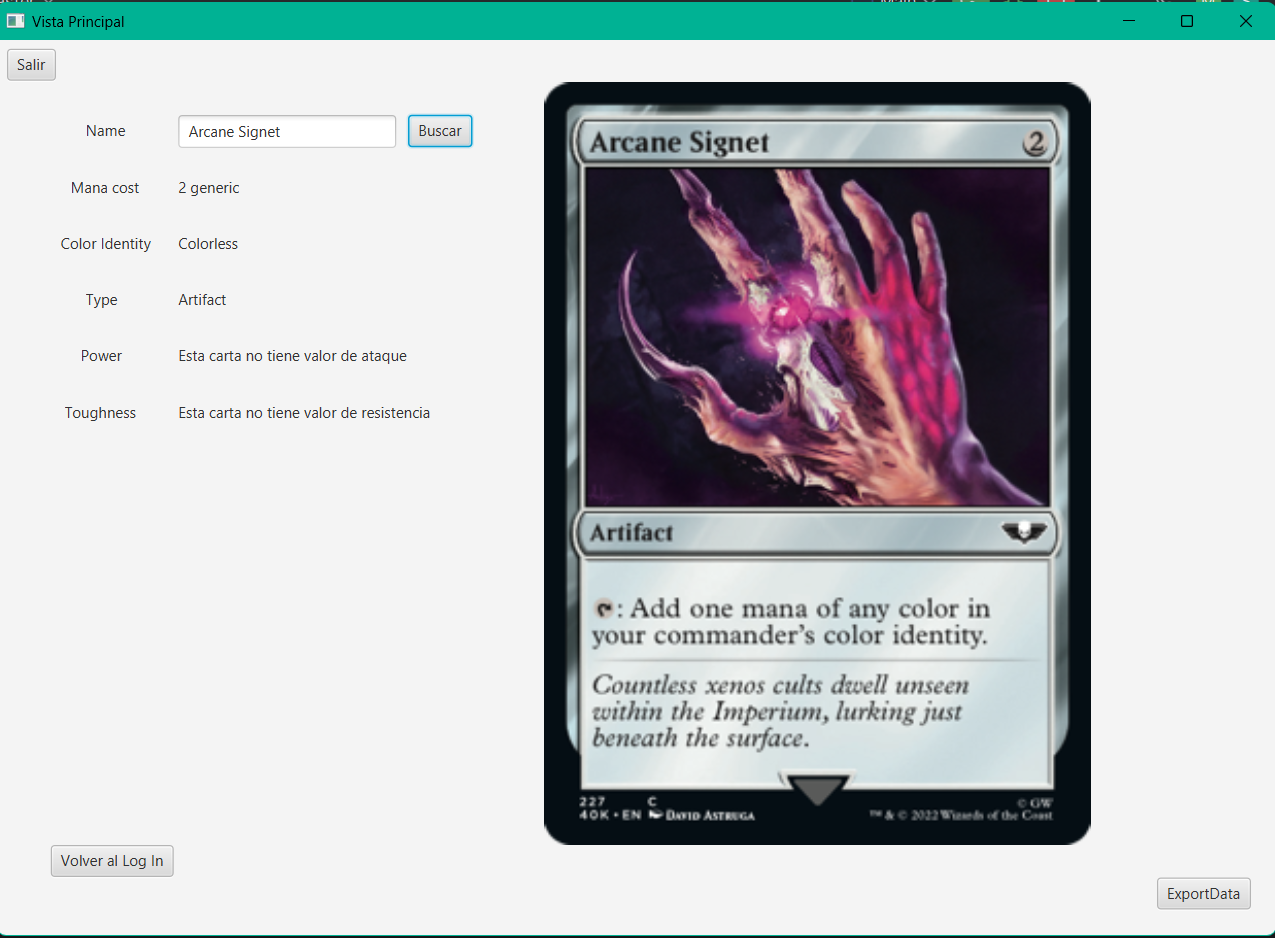 Vista Principal
Salir
Name
Arcane Signet
Buscar
Mana cost
2 generic
Color Identity
Colorless
Type
Artifact
Power
Esta carta no tiene valor de ataque
Toughness
Esta carta no tiene valor de resistencia
Arcane Signet
2
Artifact
: Add one mana of any color in
your commander's color identity.
Countless xenos cults dwell unseen
within the Imperium, lurking just
beneath the surface.
227 C
40K • EN David Astruga
© GW
™ & © 2022 Wizards of the Coast
Volver al Log In
ExportData